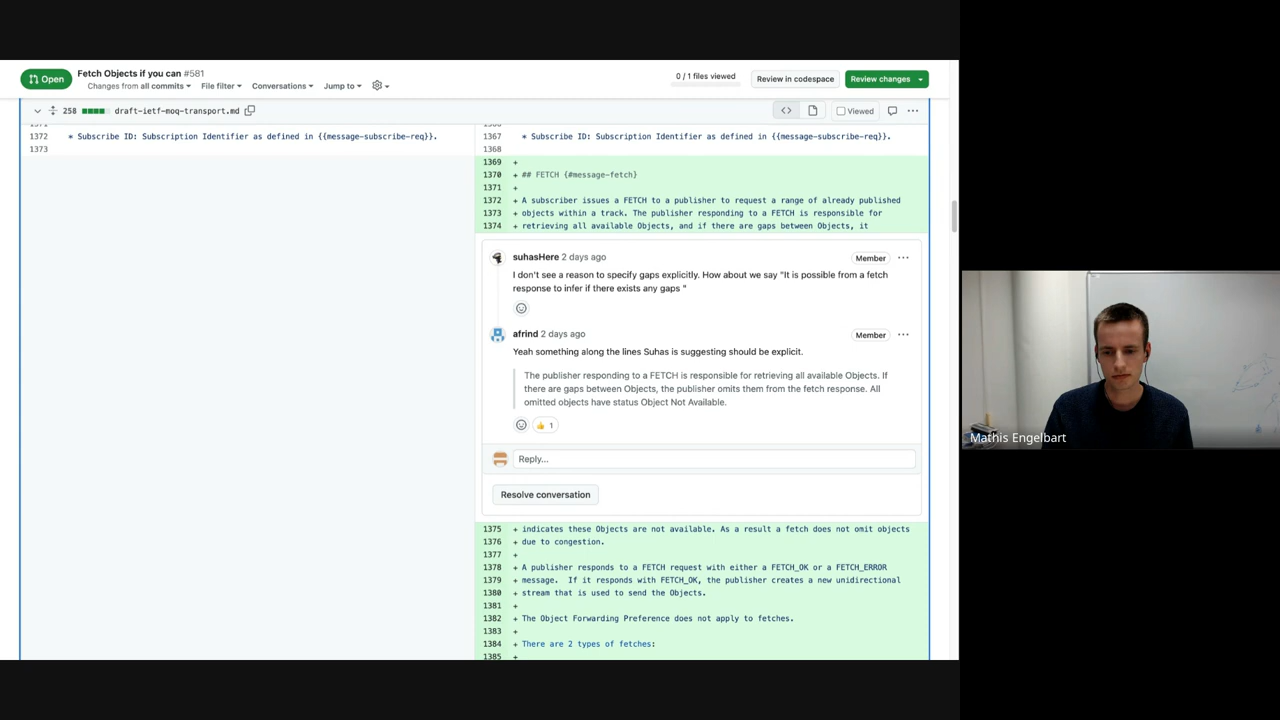 Open
Fetch Objects if you can #581
Changes from all commits
File filter
Conversations
Jump to
0 / 1 files viewed
Review in codespace
Review changes
258
draft-ietf-moq-transport.md
Viewed
1372 * Subscribe ID: Subscription Identifier as defined in {{message-subscribe-req}}.
1373
1367 * Subscribe ID: Subscription Identifier as defined in {{message-subscribe-req}}.
1368
1369 +
1370 + ## FETCH {#message-fetch}
1371 +
1372 + A subscriber issues a FETCH to a publisher to request a range of already published
1373 + objects within a track. The publisher responding to a FETCH is responsible for
1374 + retrieving all available Objects, and if there are gaps between Objects, it
suhasHere 2 days ago
Member
I don't see a reason to specify gaps explicitly. How about we say "It is possible from a fetch
response to infer if there exists any gaps "
afrind 2 days ago
Member
Yeah something along the lines Suhas is suggesting should be explicit.
The publisher responding to a FETCH is responsible for retrieving all available Objects. If
there are gaps between Objects, the publisher omits them from the fetch response. All
omitted objects have status Object Not Available.
👍 1
Reply...
Resolve conversation
1375 + indicates these Objects are not available. As a result a fetch does not omit objects
1376 + due to congestion.
1377 +
1378 + A publisher responds to a FETCH request with either a FETCH_OK or a FETCH_ERROR
1379 + message.  If it responds with FETCH_OK, the publisher creates a new unidirectional
1380 + stream that is used to send the Objects.
1381 +
1382 + The Object Forwarding Preference does not apply to fetches.
1383 +
1384 + There are 2 types of fetches:
1385 +
Mathis Engelbart